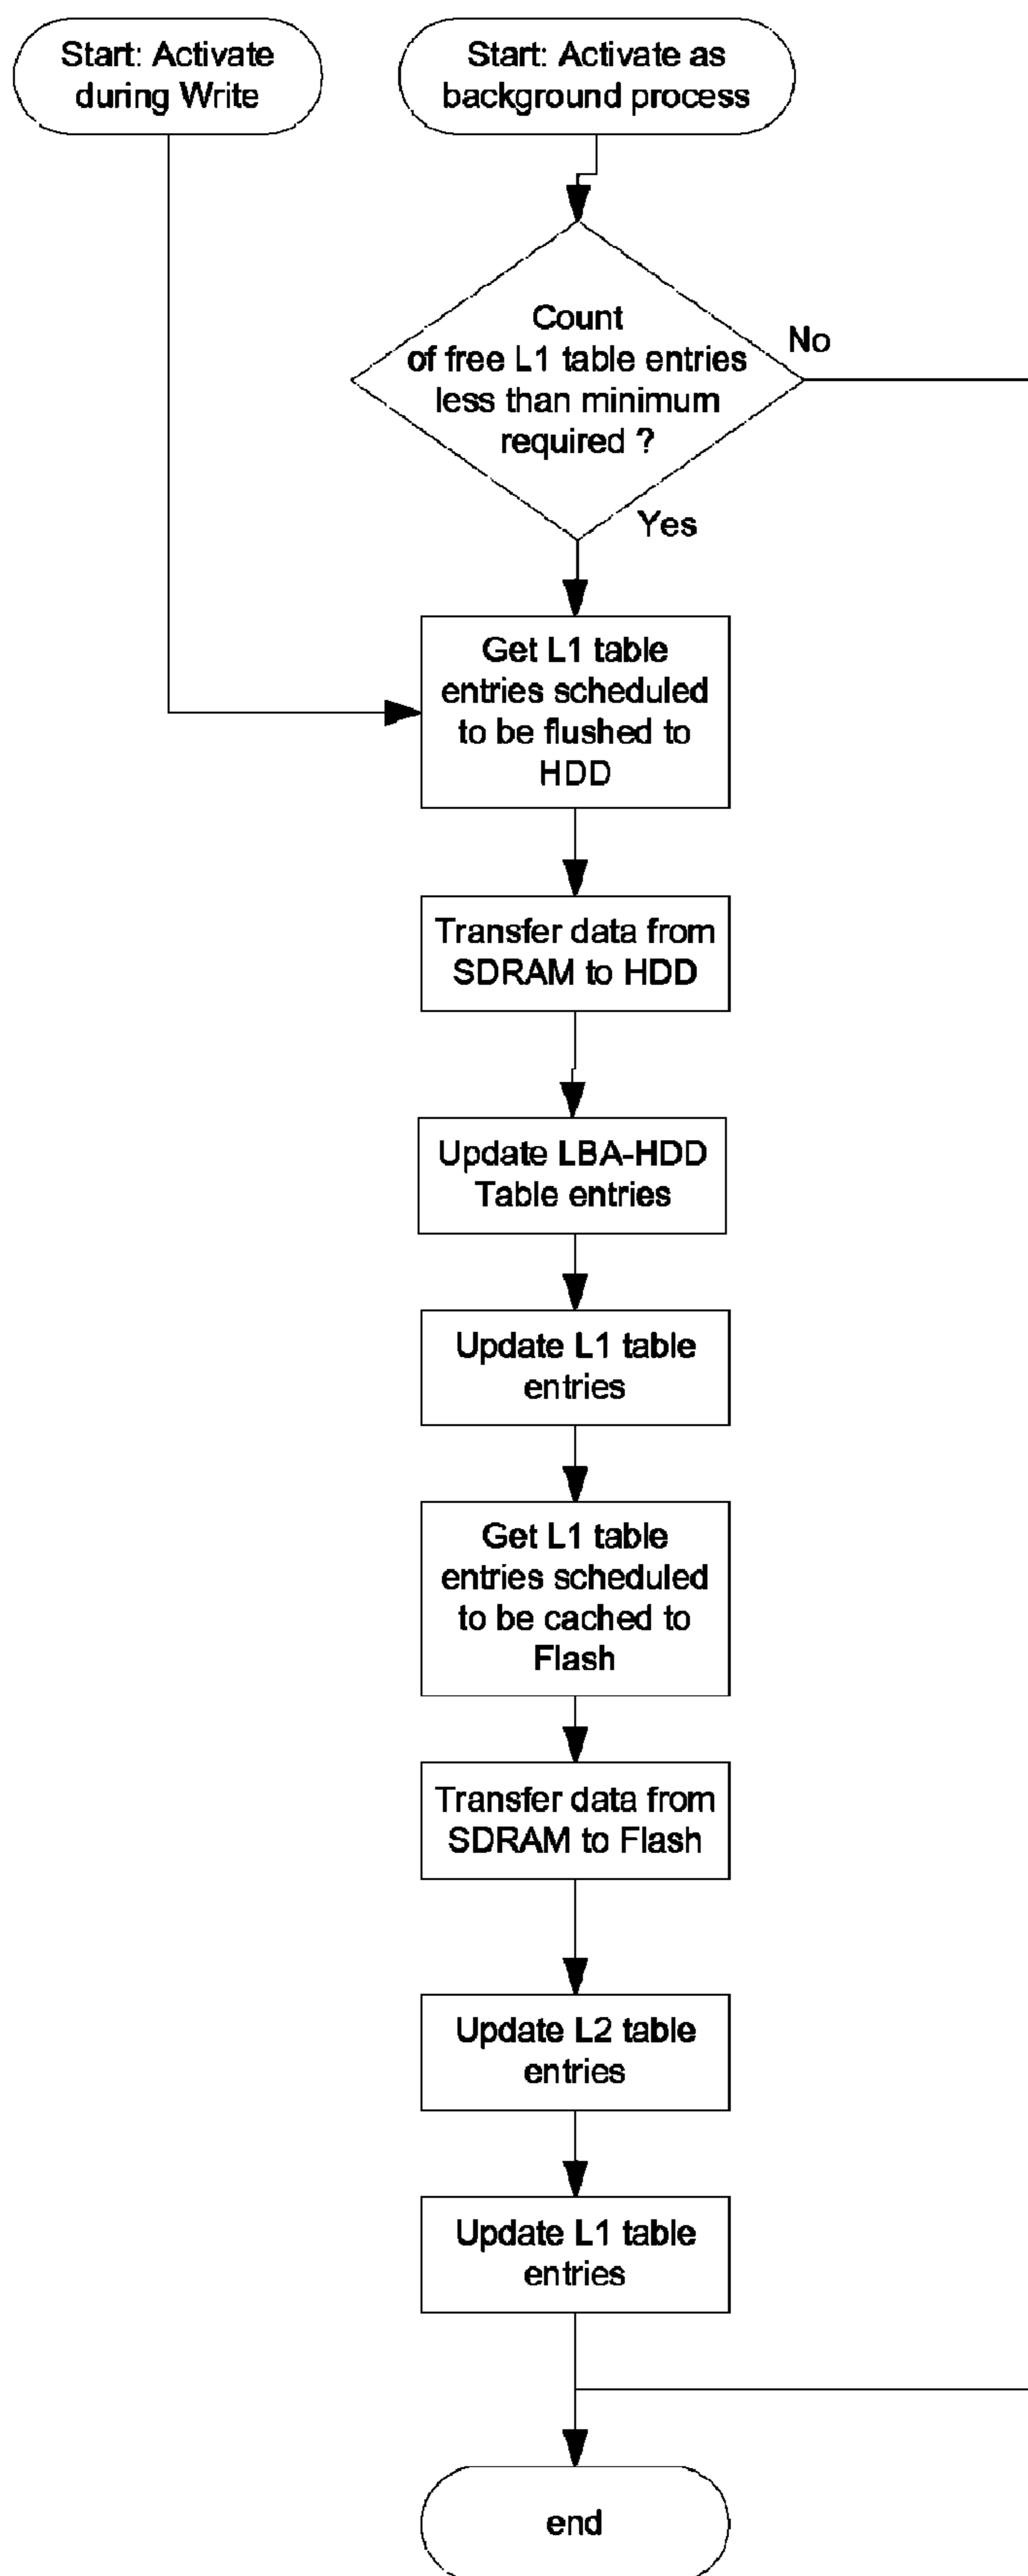 Start: Activate
during Write
Start: Activate as
background process
Count
of free L1 table entries
less than minimum
required ?
No
Yes
Get L1 table
entries scheduled
to be flushed to
HDD
Transfer data from
SDRAM to HDD
Update LBA-HDD
Table entries
Update L1 table
entries
Get L1 table
entries scheduled
to be cached to
Flash
Transfer data from
SDRAM to Flash
Update L2 table
entries
Update L1 table
entries
end